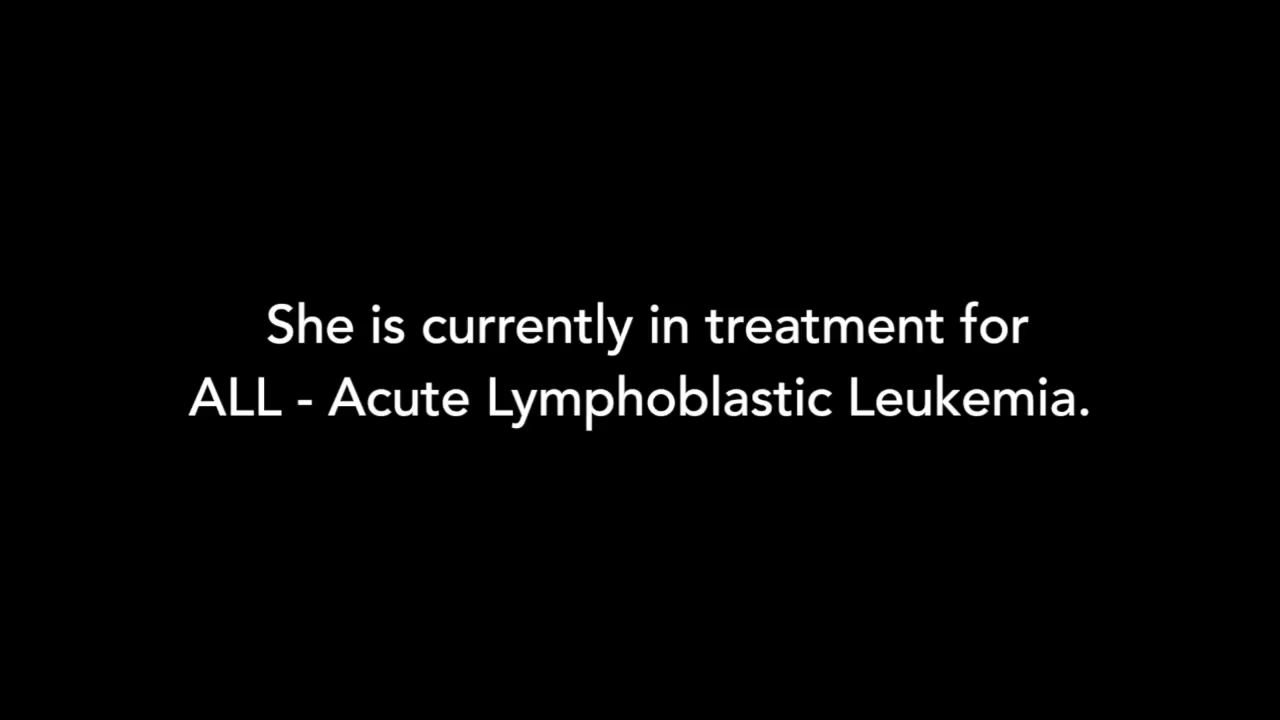 She is currently in treatment for
ALL - Acute Lymphoblastic Leukemia.